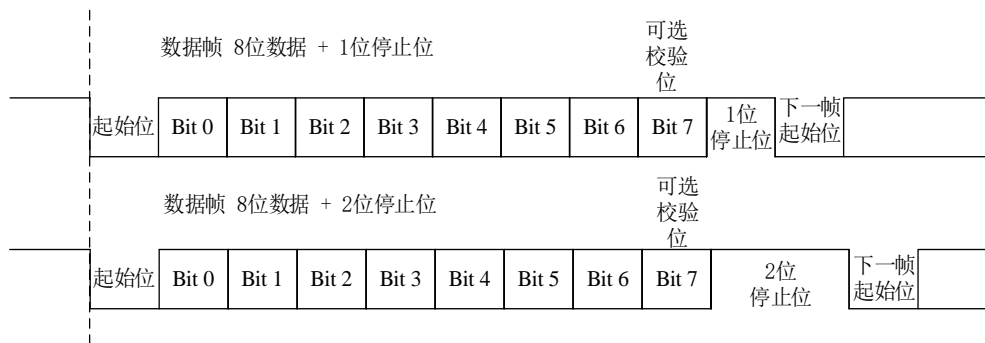 数据帧 8位数据 + 1位停止位
可选
校验
位
起始位 Bit 0 Bit 1 Bit 2 Bit 3 Bit 4 Bit 5 Bit 6 Bit 7
1位
停止位
下一帧
起始位
数据帧 8位数据 + 2位停止位
可选
校验
位
起始位 Bit 0 Bit 1 Bit 2 Bit 3 Bit 4 Bit 5 Bit 6 Bit 7
2位
停止位
下一帧
起始位